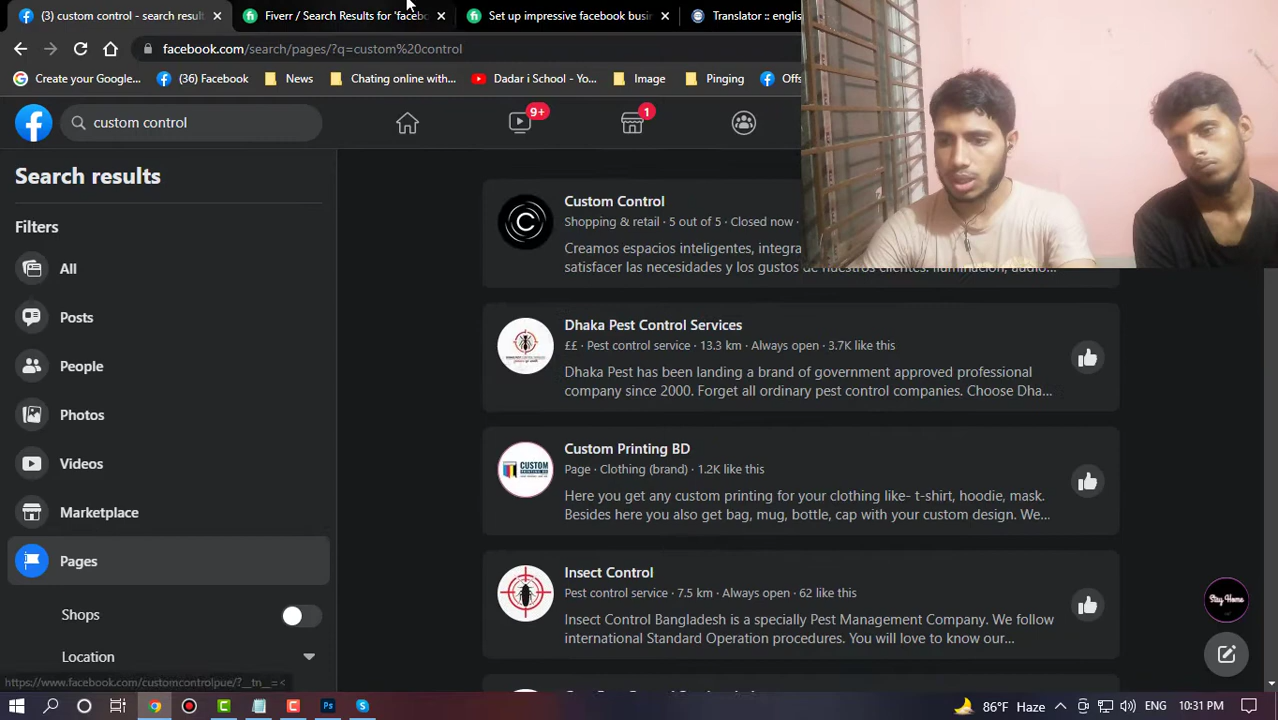 (3) custom control - search result
Fiverr / Search Results for 'facebo
Set up impressive facebook busi
Translator :: engli
facebook.com/search/pages/?q=custom%20control
Create your Google...
(36) Facebook
News
Chating online with...
Dadar i School - Yo...
Image
Pinging
Offs
custom control
9+
1
Search results
Filters
All
Posts
People
Photos
Videos
Marketplace
Pages
Shops
Location
Custom Control
Shopping & retail · 5 out of 5 · Closed now ·
Creamos espacios inteligentes, integra
satisfacer las necesidades y los gustos de nuestros clientes. Iluminación, audio...
Dhaka Pest Control Services
££ · Pest control service · 13.3 km · Always open · 3.7K like this
Dhaka Pest has been landing a brand of government approved professional
company since 2000. Forget all ordinary pest control companies. Choose Dha...
CUSTOM
Custom Printing BD
Page · Clothing (brand) · 1.2K like this
Here you get any custom printing for your clothing like- t-shirt, hoodie, mask.
Besides here you also get bag, mug, bottle, cap with your custom design. We...
Insect Control
Pest control service · 7.5 km · Always open · 62 like this
Insect Control Bangladesh is a specially Pest Management Company. We follow
international Standard Operation procedures. You will love to know our...
Stay Home
https://www.facebook.com/customcontrolpue/?__tn__=<
86°F Haze
ENG
10:31 PM